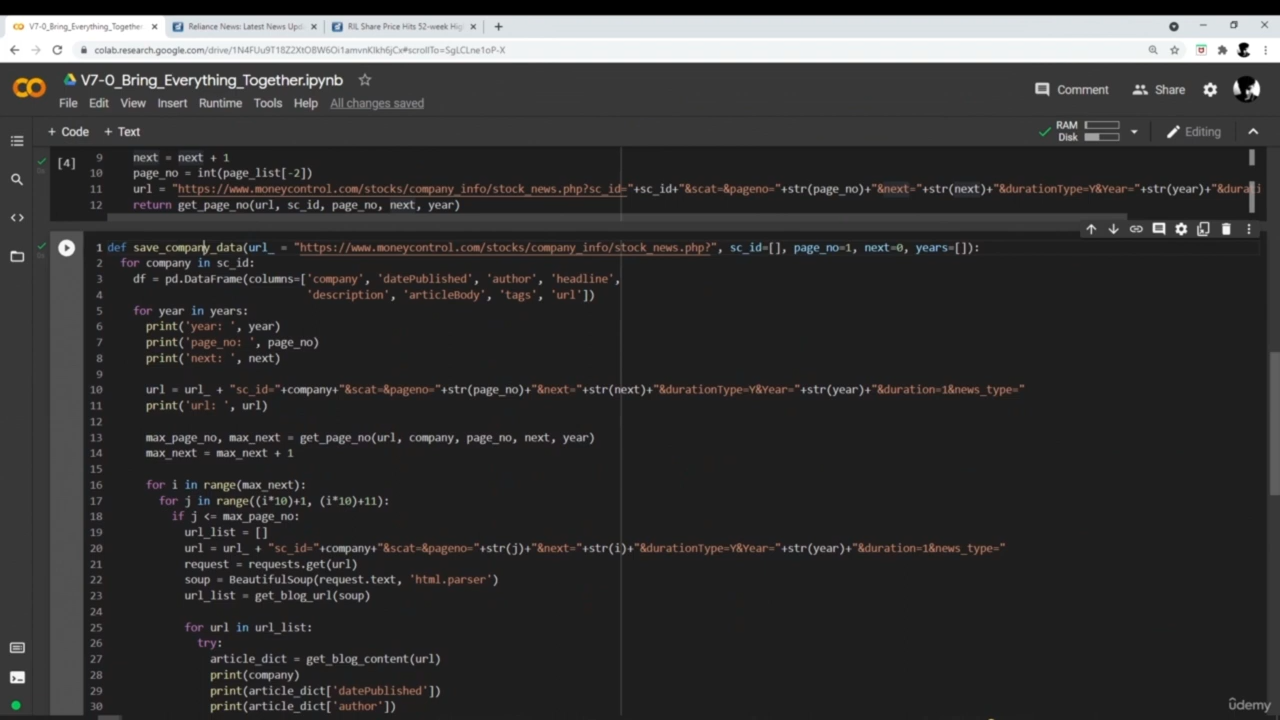 V7-0_Bring_Everything_Together
Reliance News: Latest News Upd
RIL Share Price Hits 52-week Hig
colab.research.google.com/drive/1N4FUu9T18Z2XtOBW6Oi1amvnKIkh6jCx#scrollTo=SgLCLne1oP-X
V7-0_Bring_Everything_Together.ipynb
Comment
Share
File Edit View Insert Runtime Tools Help All changes saved
+ Code + Text
RAM
Disk
Editing
[4]
9 next = next + 1
10 page_no = int(page_list[-2])
11 url = "https://www.moneycontrol.com/stocks/company_info/stock_news.php?sc_id="+sc_id+"&scat=&pageno="+str(page_no)+"&next="+str(next)+"&durationType=Y&Year="+str(year)+"&durati
12 return get_page_no(url, sc_id, page_no, next, year)
1 def save_company_data(url_ = "https://www.moneycontrol.com/stocks/company_info/stock_news.php?", sc_id=[], page_no=1, next=0, years=[]):
2 for company in sc_id:
3 df = pd.DataFrame(columns=['company', 'datePublished', 'author', 'headline',
4 'description', 'articleBody', 'tags', 'url'])
5 for year in years:
6 print('year: ', year)
7 print('page_no: ', page_no)
8 print('next: ', next)
9
10 url = url_ + "sc_id="+company+"&scat=&pageno="+str(page_no)+"&next="+str(next)+"&durationType=Y&Year="+str(year)+"&duration=1&news_type="
11 print('url: ', url)
12
13 max_page_no, max_next = get_page_no(url, company, page_no, next, year)
14 max_next = max_next + 1
15
16 for i in range(max_next):
17 for j in range((i*10)+1, (i*10)+11):
18 if j <= max_page_no:
19 url_list = []
20 url = url_ + "sc_id="+company+"&scat=&pageno="+str(j)+"&next="+str(i)+"&durationType=Y&Year="+str(year)+"&duration=1&news_type="
21 request = requests.get(url)
22 soup = BeautifulSoup(request.text, 'html.parser')
23 url_list = get_blog_url(soup)
24
25 for url in url_list:
26 try:
27 article_dict = get_blog_content(url)
28 print(company)
29 print(article_dict['datePublished'])
30 print(article_dict['author'])
ûdemy